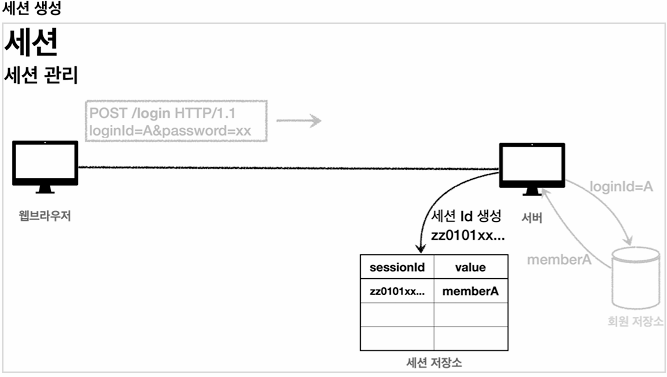 세션 생성
세션
세션 관리
POST /login HTTP/1.1
loginId=A&password=xx
웹브라우저
서버
loginId=A
세션 Id 생성
zz0101xx...
memberA
sessionId value
zz0101xx... memberA
세션 저장소
회원 저장소